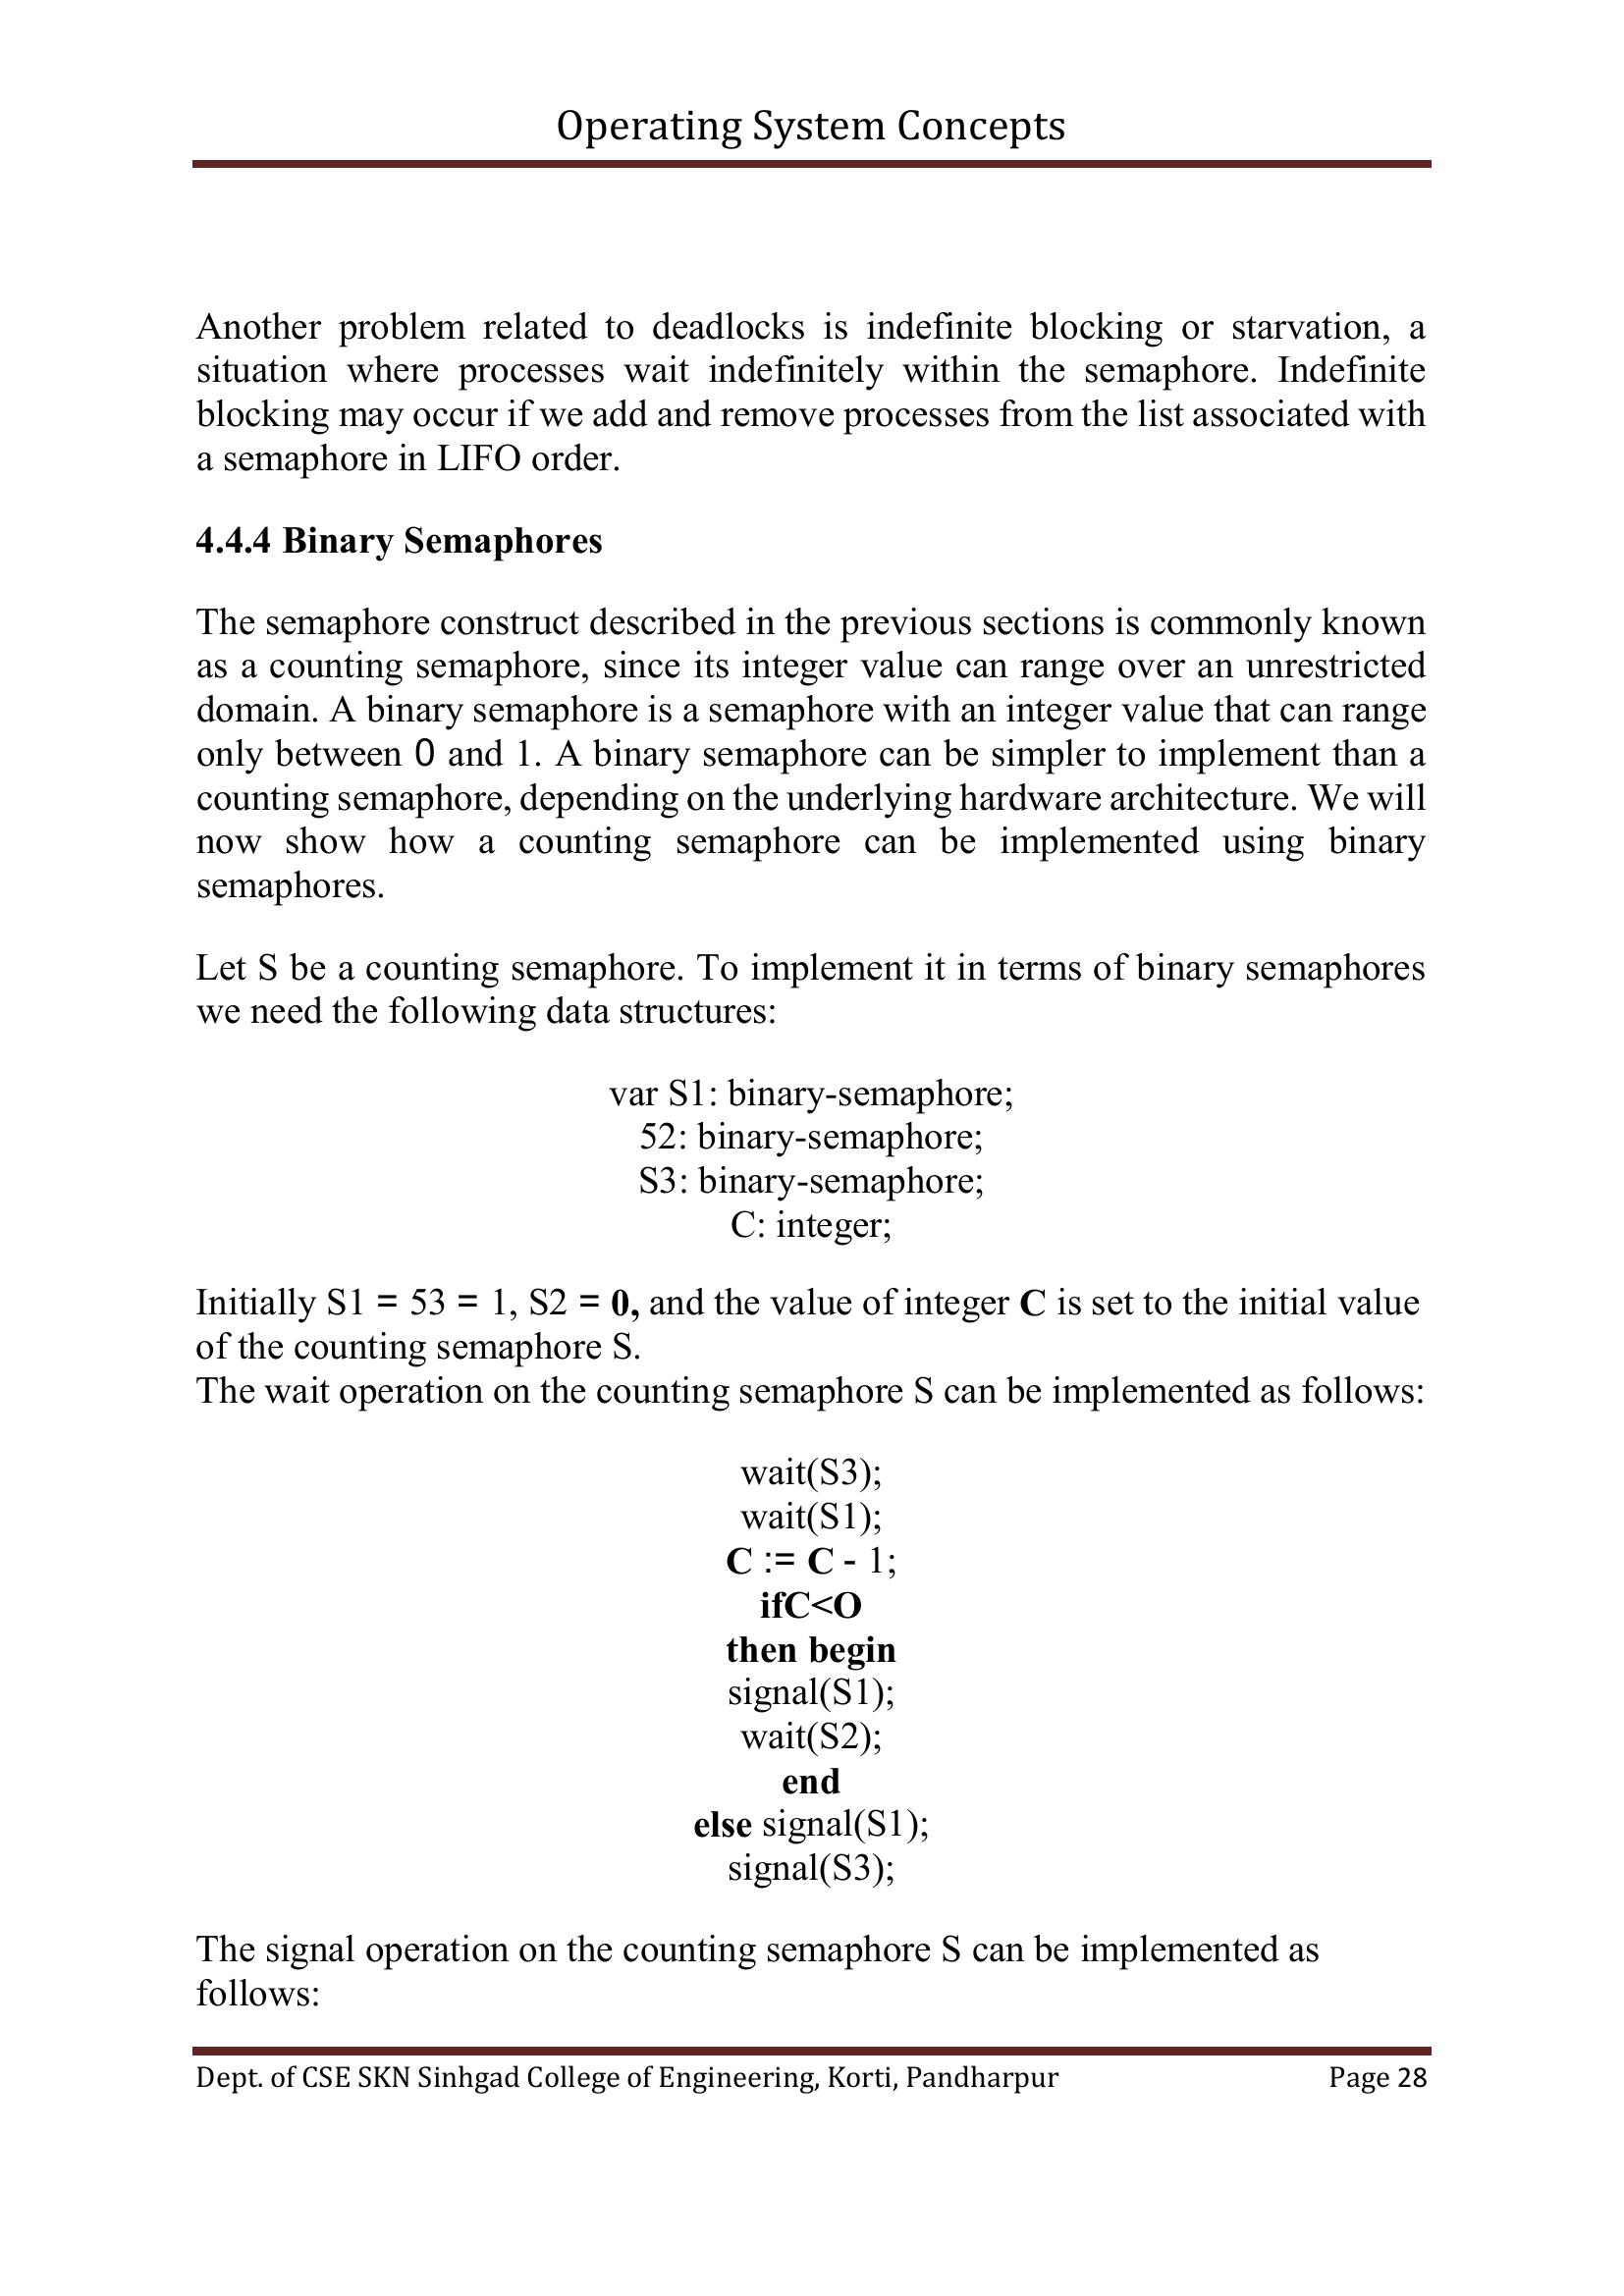 Operating System Concepts
Another problem related to deadlocks is indefinite blocking or starvation, a
situation where processes wait indefinitely within the semaphore. Indefinite
blocking may occur if we add and remove processes from the list associated with
a semaphore in LIFO order.
4.4.4 Binary Semaphores
The semaphore construct described in the previous sections is commonly known
as a counting semaphore, since its integer value can range over an unrestricted
domain. A binary semaphore is a semaphore with an integer value that can range
only between 0 and 1. A binary semaphore can be simpler to implement than a
counting semaphore, depending on the underlying hardware architecture. We will
now show how a counting semaphore can be implemented using binary
semaphores.
Let S be a counting semaphore. To implement it in terms of binary semaphores
we need the following data structures:
var S1: binary-semaphore;
52: binary-semaphore;
S3: binary-semaphore;
C: integer;
Initially S1 = 53 = 1, S2 = 0, and the value of integer C is set to the initial value
of the counting semaphore S.
The wait operation on the counting semaphore S can be implemented as follows:
wait(S3);
wait(S1);
C := C - 1;
ifC<O
then begin
signal(S1);
wait(S2);
end
else signal(S1);
signal(S3);
The signal operation on the counting semaphore S can be implemented as
follows:
Dept. of CSE SKN Sinhgad College of Engineering, Korti, Pandharpur Page 28